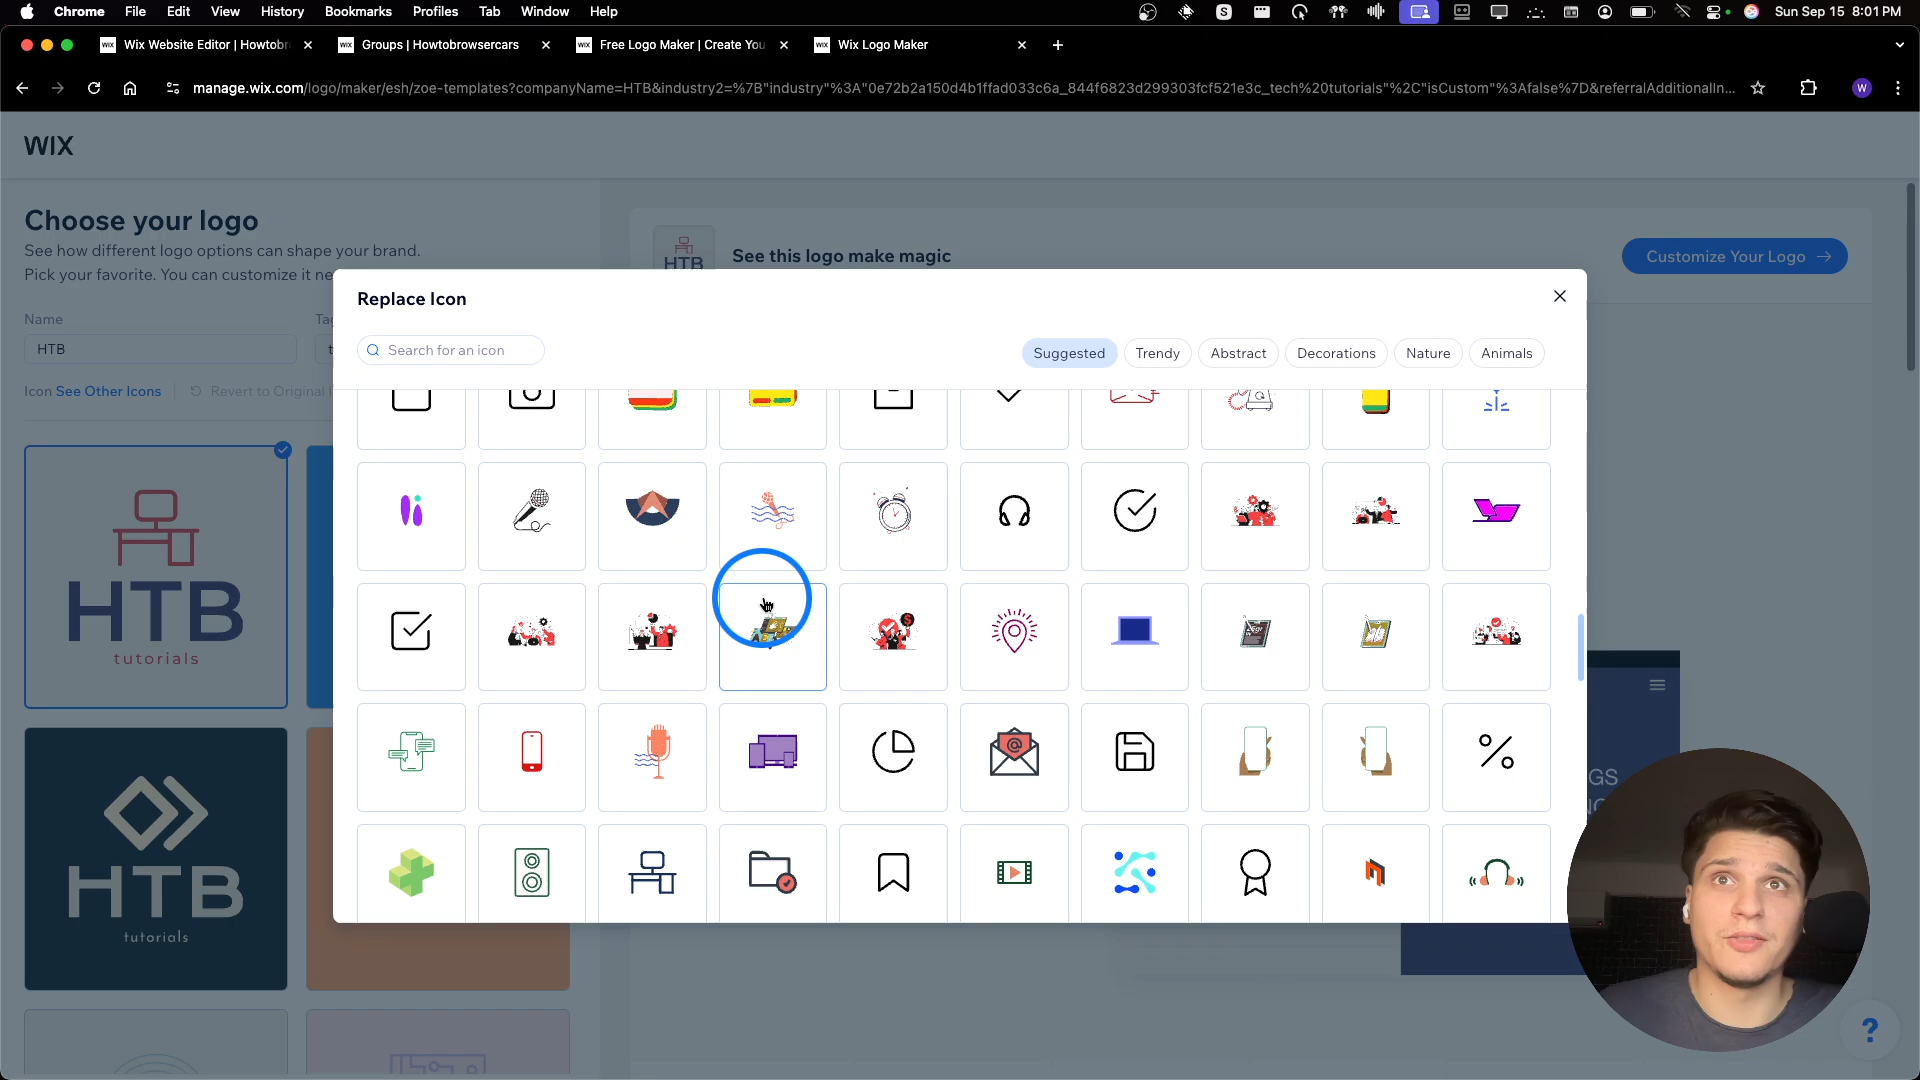 Chrome File Edit View History Bookmarks Profiles Tab Window Help Sun Sep 15 8:01 PM
Wix Website Editor | Howtobr Groups | Howtobrowsercars Free Logo Maker | Create You Wix Logo Maker
manage.wix.com/logo/maker/esh/zoe-templates?companyName=HTB&industry2=%7B"industry"%3A"0e72b2a150d4b1ffad033c6a_844f6823d299303fcf521e3c_tech%20tutorials"%2C"isCustom"%3Afalse%7D&referralAdditionalIn...
W
WIX
Choose your logo
See how different logo options can shape your brand.
Pick your favorite. You can customize it ne
HTB
See this logo make magic
Customize Your Logo
Replace Icon
Name
HTB
Search for an icon
Suggested Trendy Abstract Decorations Nature Animals
Icon See Other Icons Revert to Original
HTB
tutorials
HTB
tutorials
GS
?